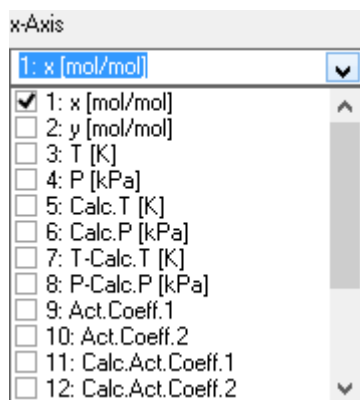 x-Axis
1: x [mol/mol]
1: x [mol/mol]
2: y [mol/mol]
3: T [K]
4: P [kPa]
5: Calc.T [K]
6: Calc.P [kPa]
7: T-Calc.T [K]
8: P-Calc.P [kPa]
9: Act.Coeff.1
10: Act.Coeff.2
11: Calc.Act.Coeff.1
12: Calc.Act.Coeff.2